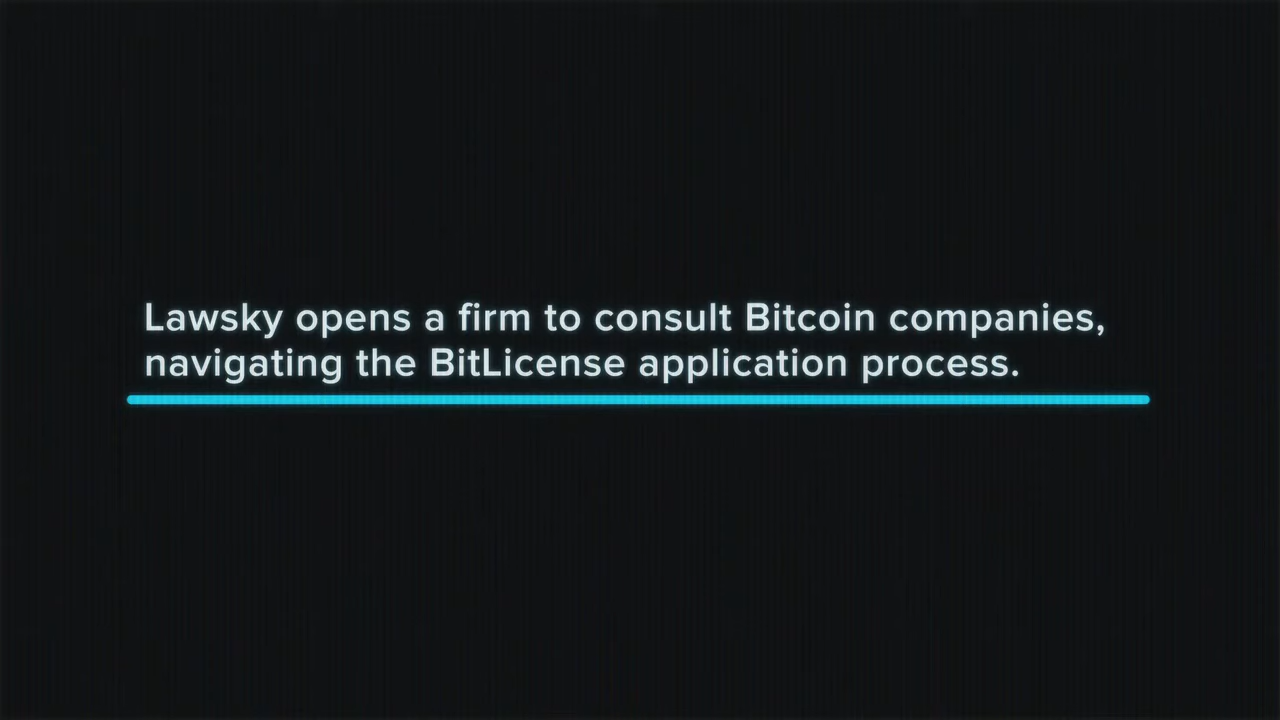 Lawsky opens a firm to consult Bitcoin companies,
navigating the BitLicense application process.